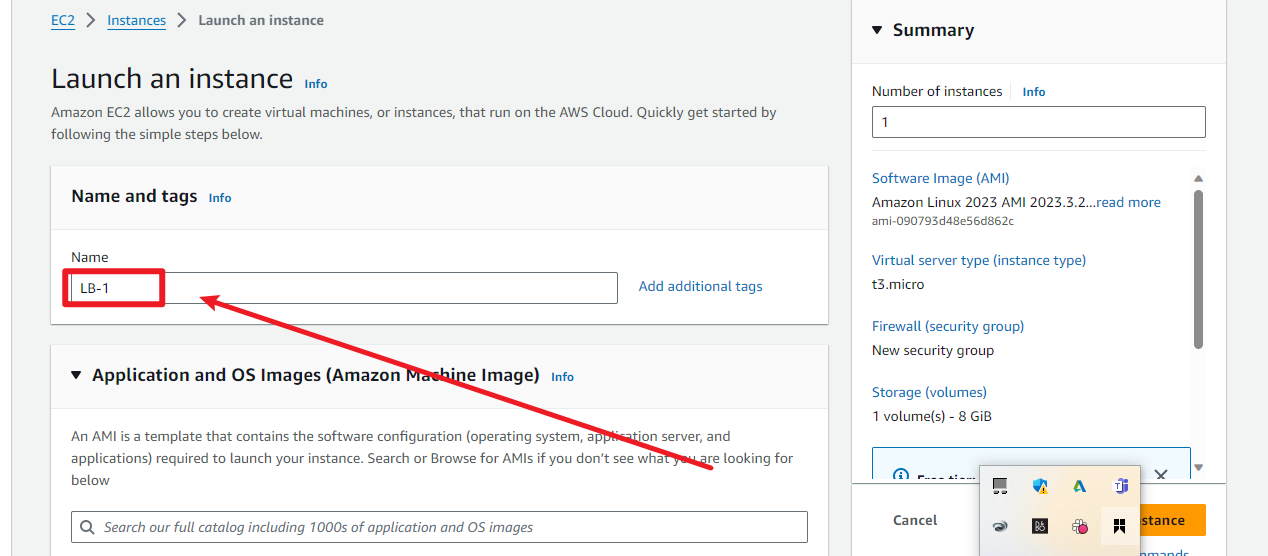 EC2 > Instances > Launch an instance
Launch an instance Info
Amazon EC2 allows you to create virtual machines, or instances, that run on the AWS Cloud. Quickly get started by
following the simple steps below.
Name and tags Info
Name
LB-1
Add additional tags
Application and OS Images (Amazon Machine Image) Info
An AMI is a template that contains the software configuration (operating system, application server, and
applications) required to launch your instance. Search or Browse for AMIs if you don't see what you are looking for
below
Search our full catalog including 1000s of application and OS images
Summary
Number of instances Info
1
Software Image (AMI)
Amazon Linux 2023 AMI 2023.3.2...read more
ami-090793d48e56d862c
Virtual server type (instance type)
t3.micro
Firewall (security group)
New security group
Storage (volumes)
1 volume(s) - 8 GiB
Free tier:
Cancel